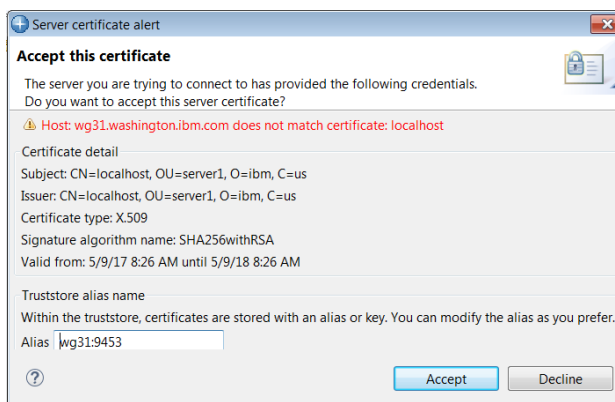 Server certificate alert
Accept this certificate
The server you are trying to connect to has provided the following credentials.
Do you want to accept this server certificate?
Host: wg31.washington.ibm.com does not match certificate: localhost
Certificate detail
Subject: CN=localhost, OU=server1, O=ibm, C=us
Issuer: CN=localhost, OU=server1, O=ibm, C=us
Certificate type: X.509
Signature algorithm name: SHA256withRSA
Valid from: 5/9/17 8:26 AM until 5/9/18 8:26 AM
Truststore alias name
Within the truststore, certificates are stored with an alias or key. You can modify the alias as you prefer.
Alias wg31:9453
Accept Decline